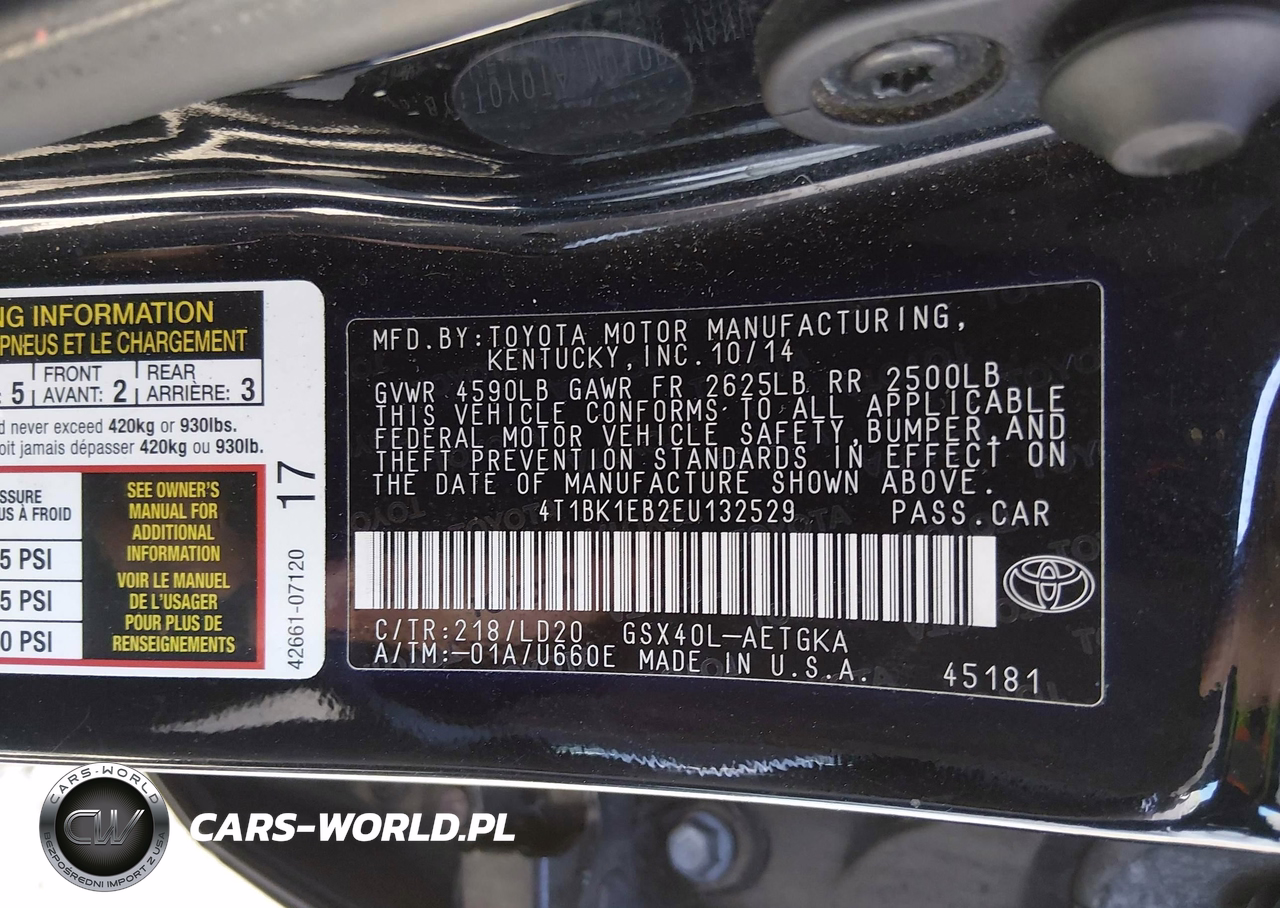 NG INFORMATION
PNEUS ET LE CHARGEMENT
: 5 FRONT AVANT: 2 REAR ARRIÈRE: 3
d never exceed 420kg or 930lbs.
oit jamais dépasser 420kg ou 930lb.
SSURE
US À FROID
5 PSI
5 PSI
0 PSI
SEE OWNER'S
MANUAL FOR
ADDITIONAL
INFORMATION
VOIR LE MANUEL
DE L'USAGER
POUR PLUS DE
RENSEIGNEMENTS
17
42661-07120
MFD.BY:TOYOTA MOTOR MANUFACTURING,
KENTUCKY,INC.10/14
GVWR 4590LB GAWR FR 2625LB RR 2500LB
THIS VEHICLE CONFORMS TO ALL APPLICABLE
FEDERAL MOTOR VEHICLE SAFETY,BUMPER,AND
THEFT PREVENTION STANDARDS IN EFFECT ON
THE DATE OF MANUFACTURE SHOWN ABOVE.
4T1BK1EB2EU132529 PASS.CAR
C/TR:218/LD20 GSX40L-AETGKA
A/TM:-01A/U660E MADE IN U.S.A. 45181
CARS-WORLD
CW
BEZPOŚREDNI IMPORT Z USA
CARS-WORLD.PL